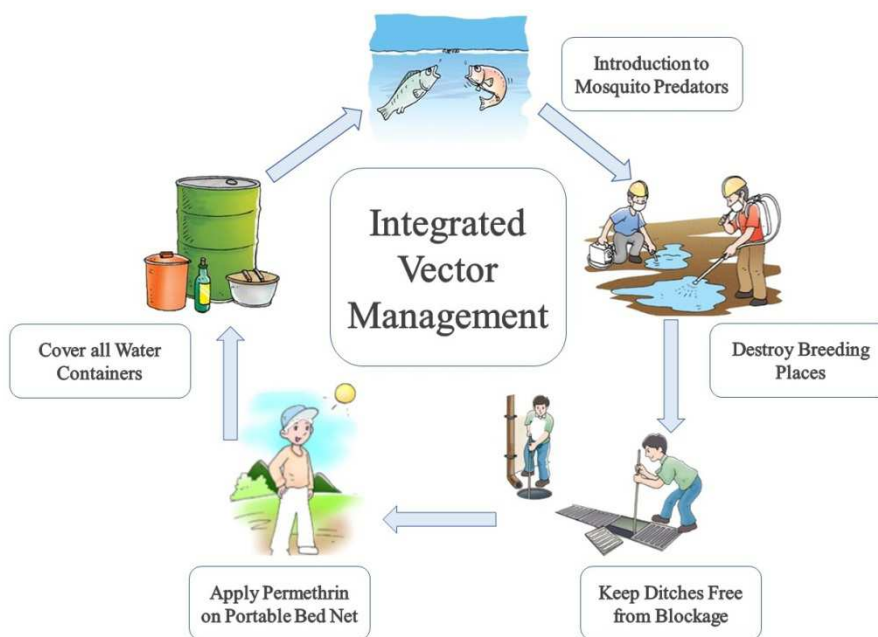 Introduction to
Mosquito Predators
Integrated
Vector
Management
Destroy Breeding
Places
Cover all Water
Containers
Apply Permethrin
on Portable Bed Net
Keep Ditches Free
from Blockage